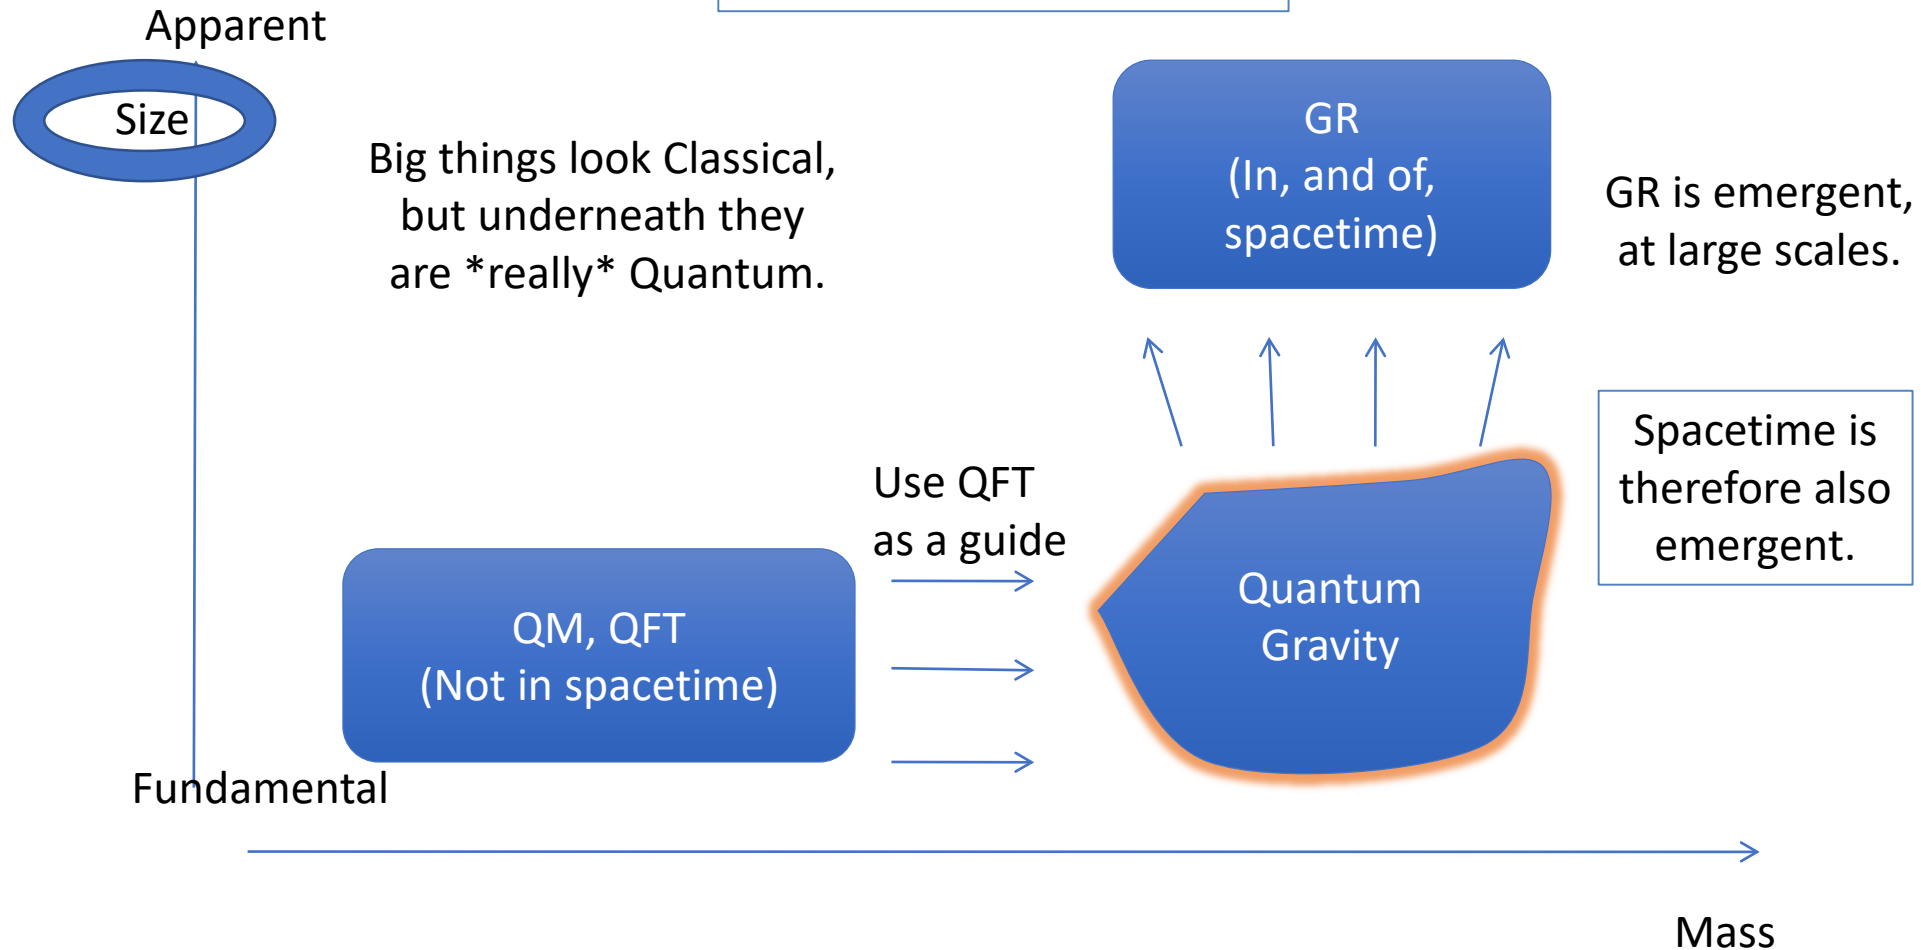 Apparent
Size
Big things look Classical,
but underneath they
are *really* Quantum.
GR
(In, and of,
spacetime)
GR is emergent,
at large scales.
Spacetime is
therefore also
emergent.
Use QFT
as a guide
QM, QFT
(Not in spacetime)
Quantum
Gravity
Fundamental
Mass